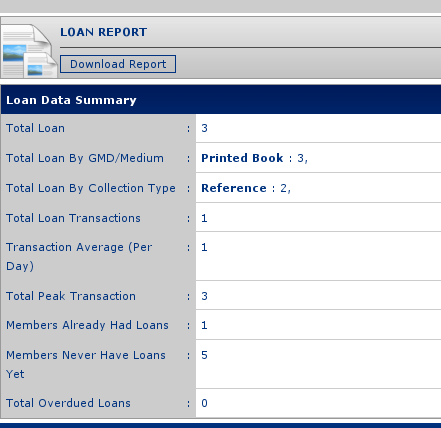 LOAN REPORT
Download Report
Loan Data Summary
Total Loan : 3
Total Loan By GMD/Medium : Printed Book : 3,
Total Loan By Collection Type : Reference : 2,
Total Loan Transactions : 1
Transaction Average (Per Day) : 1
Total Peak Transaction : 3
Members Already Had Loans : 1
Members Never Have Loans Yet : 5
Total Overdued Loans : 0